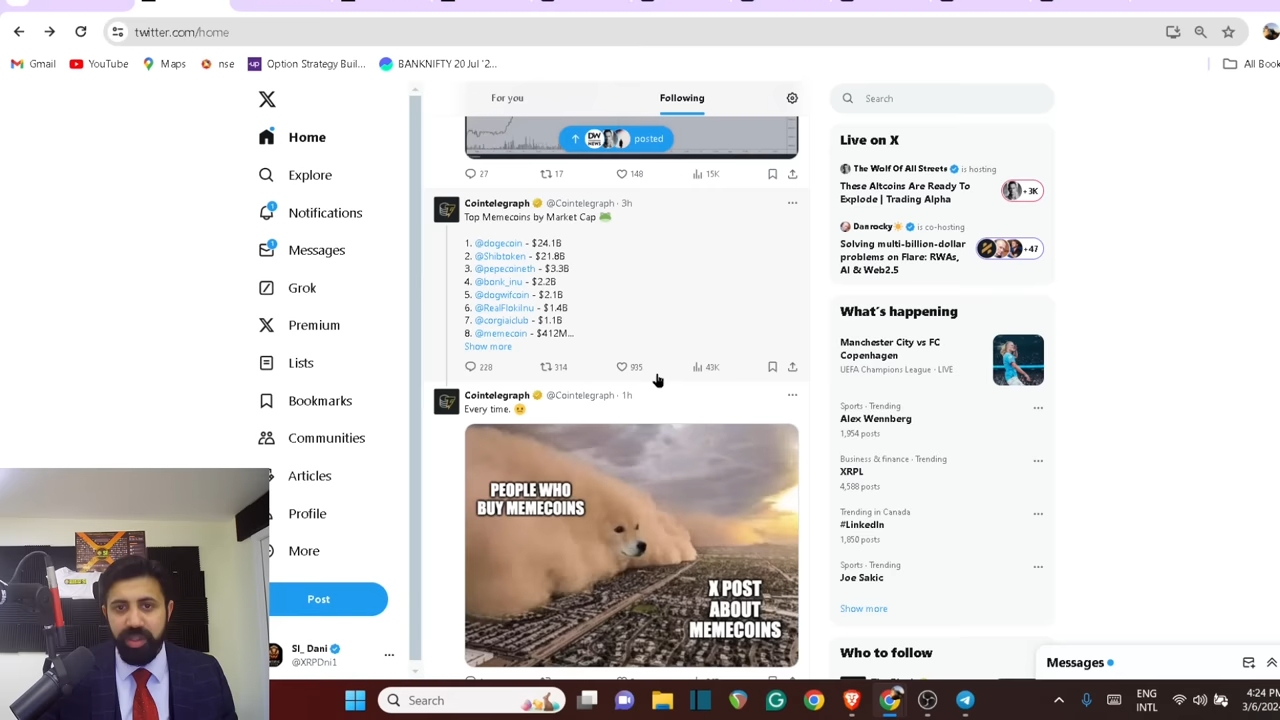 twitter.com/home
Gmail
YouTube
Maps
nse
Option Strategy Buil...
BANKNIFTY 20 Jul '2...
All Book
Home
Explore
Notifications
1
Messages
1
Grok
Premium
Lists
Bookmarks
Communities
Articles
Profile
More
Post
SI_ Dani
@XRPDni1
For you
Following
DW NEWS
posted
27
17
148
15K
Cointelegraph @Cointelegraph · 3h
Top Memecoins by Market Cap 🐸
1. @dogecoin - $24.1B
2. @Shibtoken - $21.8B
3. @pepecoineth - $3.3B
4. @bonk_inu - $2.2B
5. @dogwifcoin - $2.1B
6. @RealFlokiInu - $1.4B
7. @corgiaiclub - $1.1B
8. @memecoin - $412M...
Show more
228
314
935
43K
Cointelegraph @Cointelegraph · 1h
Every time.
PEOPLE WHO
BUY MEMECOINS
X POST
ABOUT
MEMECOINS
Search
Live on X
The Wolf Of All Streets is hosting
These Altcoins Are Ready To
Explode | Trading Alpha
+3K
Dan rocky☀️ is co-hosting
Solving multi-billion-dollar
problems on Flare: RWAs,
AI & Web2.5
+47
What's happening
Manchester City vs FC
Copenhagen
UEFA Champions League · LIVE
Sports · Trending
Alex Wennberg
1,954 posts
Business & finance · Trending
XRPL
4,588 posts
Trending in Canada
#LinkedIn
1,850 posts
Sports · Trending
Joe Sakic
Show more
Who to follow
Messages
Search
ENG
INTL
4:24 PM
3/6/202